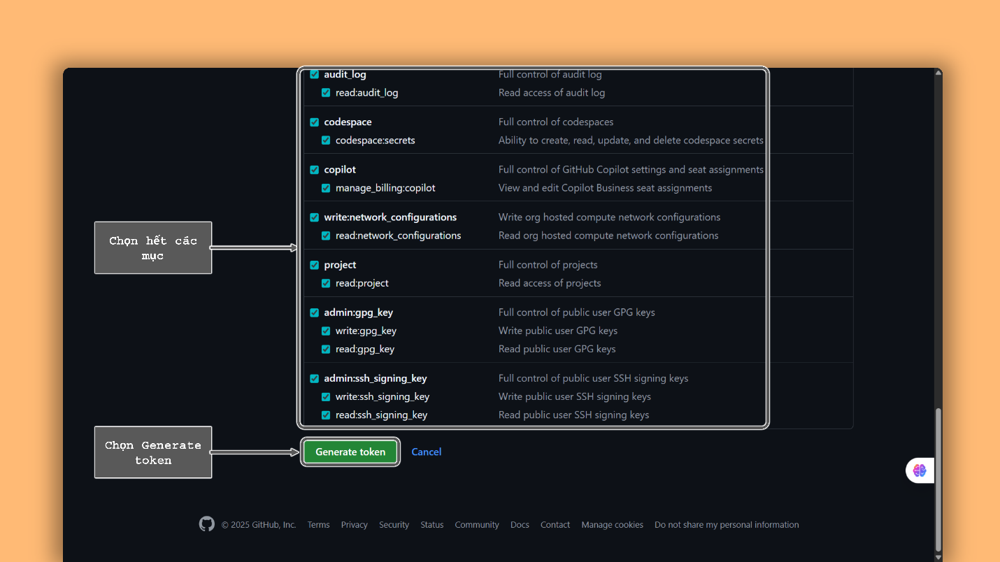 audit_log Full control of audit log
read:audit_log Read access of audit log
codespace Full control of codespaces
codespace:secrets Ability to create, read, update, and delete codespace secrets
copilot Full control of GitHub Copilot settings and seat assignments
manage_billing:copilot View and edit Copilot Business seat assignments
write:network_configurations Write org hosted compute network configurations
read:network_configurations Read org hosted compute network configurations
Chọn hết các
mục
project Full control of projects
read:project Read access of projects
admin:gpg_key Full control of public user GPG keys
write:gpg_key Write public user GPG keys
read:gpg_key Read public user GPG keys
admin:ssh_signing_key Full control of public user SSH signing keys
write:ssh_signing_key Write public user SSH signing keys
read:ssh_signing_key Read public user SSH signing keys
Chọn Generate
token
Generate token Cancel
© 2025 GitHub, Inc. Terms Privacy Security Status Community Docs Contact Manage cookies Do not share my personal information